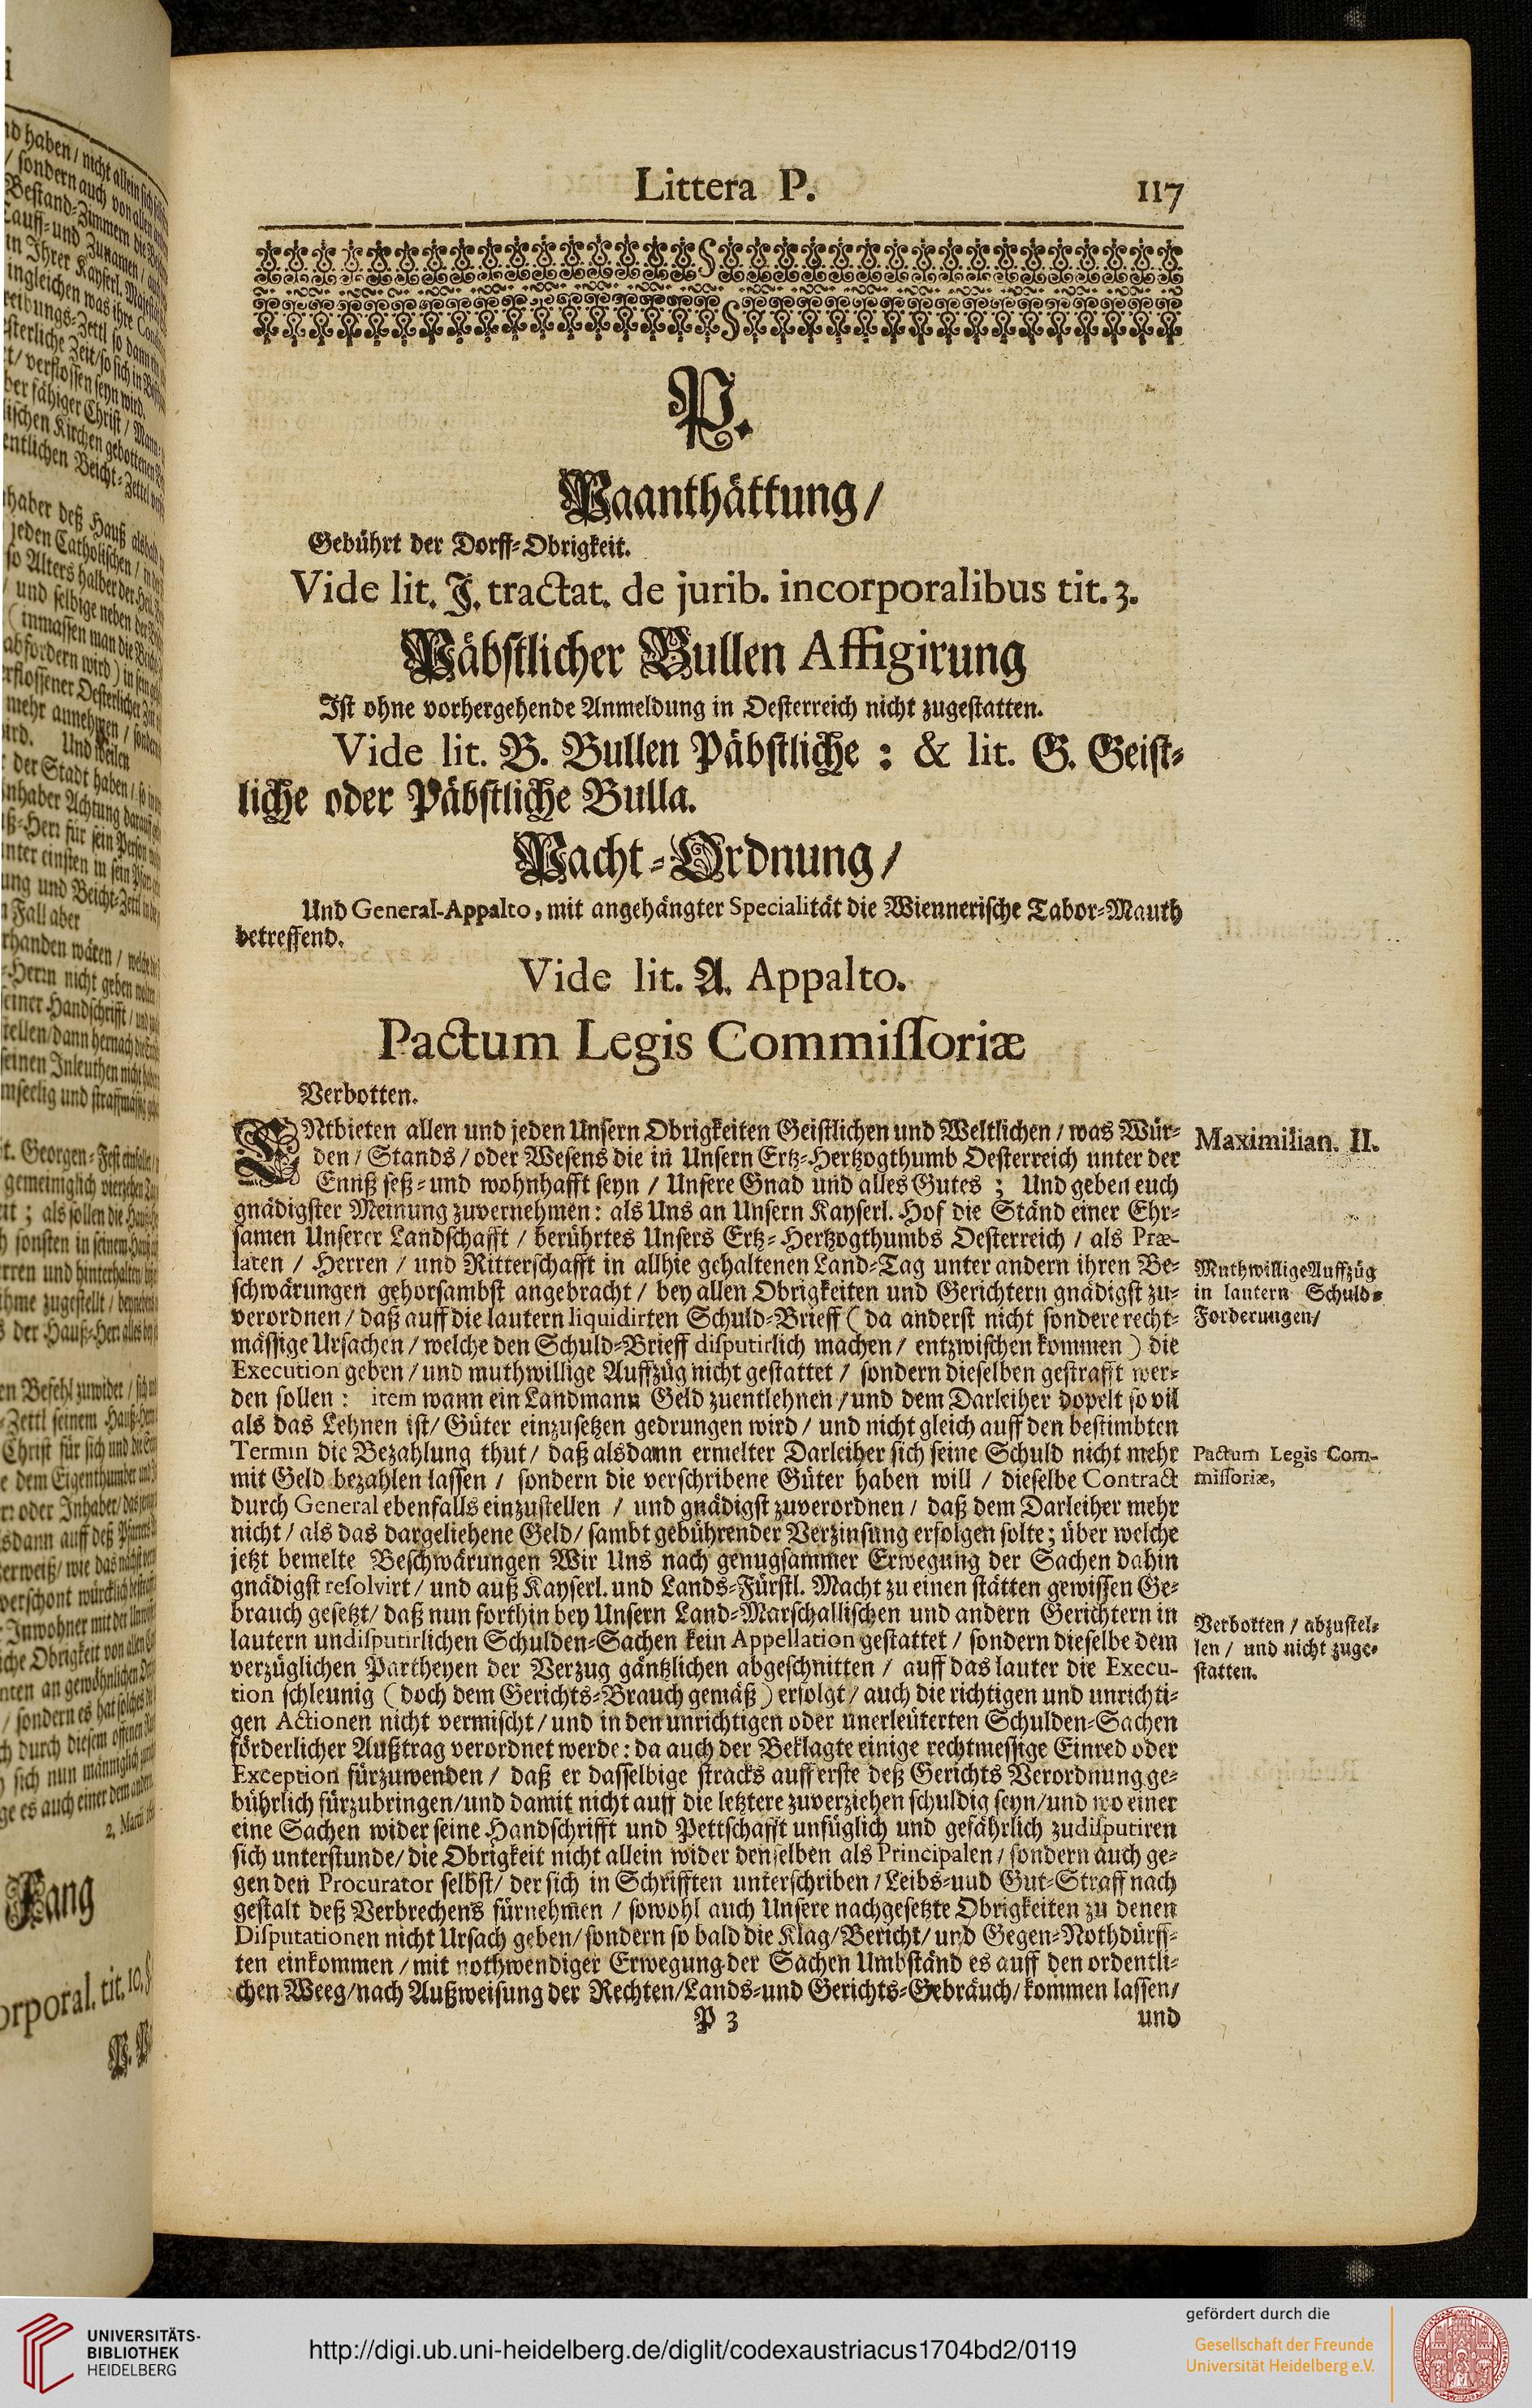 Littera P. 117
P.
Paanthättung/
Gebührt der Dorff-Obrigkeit.
Vide lit. J. tractat. de jurib. incorporalibus tit. 3.
Päbstlicher Bullen Affigirung
Ist ohne vorhergehende Anmeldung in Oesterreich nicht zugestatten.
Vide lit. B. Bullen Päbstliche : & lit. G. Geist-
liche oder Päbstliche Bulla.
Pacht-Ordnung/
Und General-Appalto, mit angehängter Specialität die Wiennerische Tabor-Mauth
betreffend.
Vide lit. A. Appalto.
Pactum Legis Commissoriæ
Verbotten.
ENtbieten allen und jeden Unsern Obrigkeiten Geistlichen und Weltlichen / was Wür-
den / Stands / oder Wesens die in Unsern Ertz-Hertzogthumb Oesterreich unter der
Ennß seß- und wohnhafft seyn / Unsere Gnad und alles Gutes ; Und geben euch
gnädigster Meinung zuvernehmen : als Uns an Unsern Kayserl. Hof die Ständ einer Ehr-
samen Unserer Landschafft / berührtes Unsers Ertz-Hertzogthumbs Oesterreich / als Præ-
laten / Herren / und Ritterschafft in allhie gehaltenen Land-Tag unter andern ihren Be-
schwärungen gehorsambst angebracht / bey allen Obrigkeiten und Gerichtern gnädigst zu-
verordnen / daß auff die lautern liquidirten Schuld-Brieff ( da anderst nicht sondere recht-
mässige Ursachen / welche den Schuld-Brieff disputirlich machen / entzwischen kommen ) die
Execution geben / und muthwillige Auffzüg nicht gestattet / sondern dieselben gestrafft wer-
den sollen : item wann ein Landmann Geld zuentlehnen / und dem Darleiher dopelt so vil
als das Lehnen ist / Güter einzusetzen gedrungen wird / und nicht gleich auff den bestimbten
Termin die Bezahlung thut / daß alsdann ermelter Darleiher sich seine Schuld nicht mehr
mit Geld bezahlen lassen / sondern die verschribene Güter haben will / dieselbe Contract
durch General ebenfalls einzustellen / und gnädigst zuverordnen / daß dem Darleiher mehr
nicht / als das dargeliehene Geld / sambt gebührender Verzinsung erfolgen solte ; über welche
jetzt bemelte Beschwärungen Wir Uns nach genugsammer Erwegung der Sachen dahin
gnädigst resolvirt / und auß Kayserl. und Lands-Fürstl. Macht zu einen stätten gewissen Ge-
brauch gesetzt / daß nun forthin bey Unsern Land-Marschallischen und andern Gerichtern in
lautern undisputirlichen Schulden-Sachen kein Appellation gestattet / sondern dieselbe dem
verzüglichen Partheyen der Verzug gäntzlichen abgeschnitten / auff das lauter die Execu-
tion schleunig ( doch dem Gerichts-Brauch gemäß ) erfolgt / auch die richtigen und unrichti-
gen Actionen nicht vermischt / und in den unrichtigen oder unerleüterten Schulden-Sachen
förderlicher Außtrag verordnet werde : da auch der Beklagte einige rechtmessige Einred oder
Exception fürzuwenden / daß er dasselbige stracks auff erste deß Gerichts Verordnung ge-
bührlich fürzubringen / und damit nicht auff die letztere zuverziehen schuldig seyn / und wo einer
eine Sachen wider seine Handschrifft und Pettschafft unfüglich und gefährlich zudisputiren
sich unterstunde / die Obrigkeit nicht allein wider denselben als Principalen / sondern auch ge-
gen den Procurator selbst / der sich in Schrifften unterschriben / Leibs- und Gut-Straff nach
gestalt deß Verbrechens fürnehmen / sowohl auch Unsere nachgesetzte Obrigkeiten zu denen
Disputationen nicht Ursach geben / sondern so bald die Klag / Bericht / und Gegen-Nothdürff-
ten einkommen / mit nothwendiger Erwegung der Sachen Umbständ es auff den ordentli-
chen Weeg / nach Außweisung der Rechten / Lands- und Gerichts-Gebräuch / kommen lassen /
P 3 und
Maximilian. II.
Muthwillige Auffzüg
in lautern Schuld-
Forderungen/
Pactum Legis Com-
missoriæ,
Verbotten / abzustel-
len / und nicht zuge-
statten.
Fang
UNIVERSITÄTS-
BIBLIOTHEK
HEIDELBERG
http://digi.ub.uni-heidelberg.de/diglit/codexaustriacus1704bd2/0119
gefördert durch die
Gesellschaft der Freunde
Universität Heidelberg e.V.